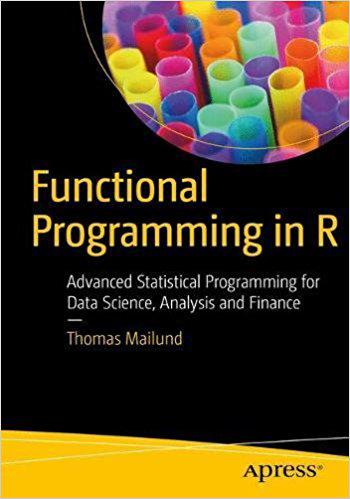 Functional
Programming in R
Advanced Statistical Programming for
Data Science, Analysis and Finance
—
Thomas Mailund
Apress®